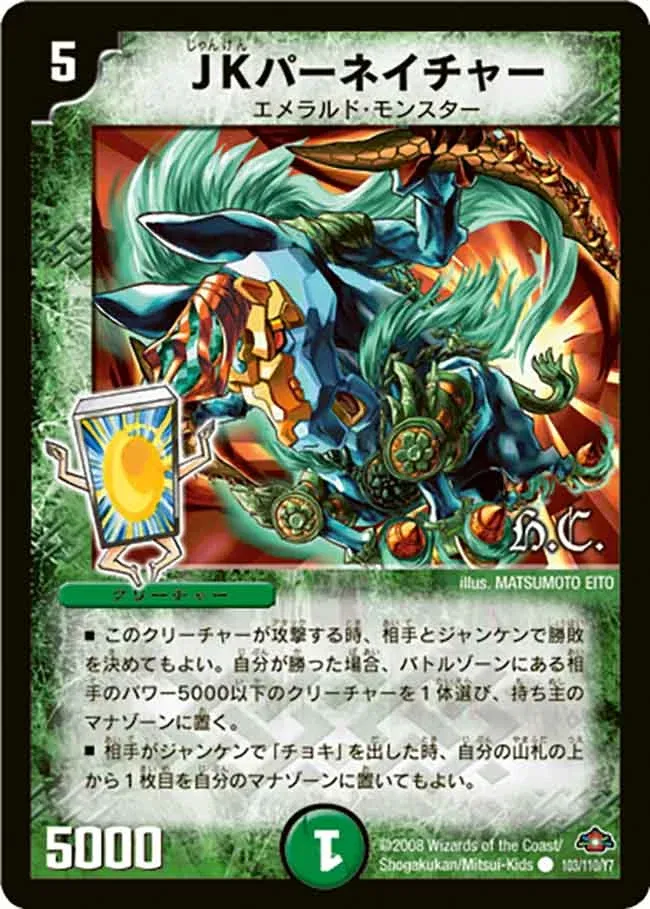 5
じゃんけん
JKパーネイチャー
エメラルド・モンスター
H.C.
illus. MATSUMOTO EITO
クリーチャー
■ このクリーチャーが攻撃する時、相手とジャンケンで勝敗
を決めてもよい。自分が勝った場合、バトルゾーンにある相
手のパワー5000以下のクリーチャーを1体選び、持ち主の
マナゾーンに置く。
■ 相手がジャンケンで「チョキ」を出した時、自分の山札の上
から1枚目を自分のマナゾーンに置いてもよい。
5000
1
©2008 Wizards of the Coast/
Shogakukan/Mitsui-Kids
103/110/Y7